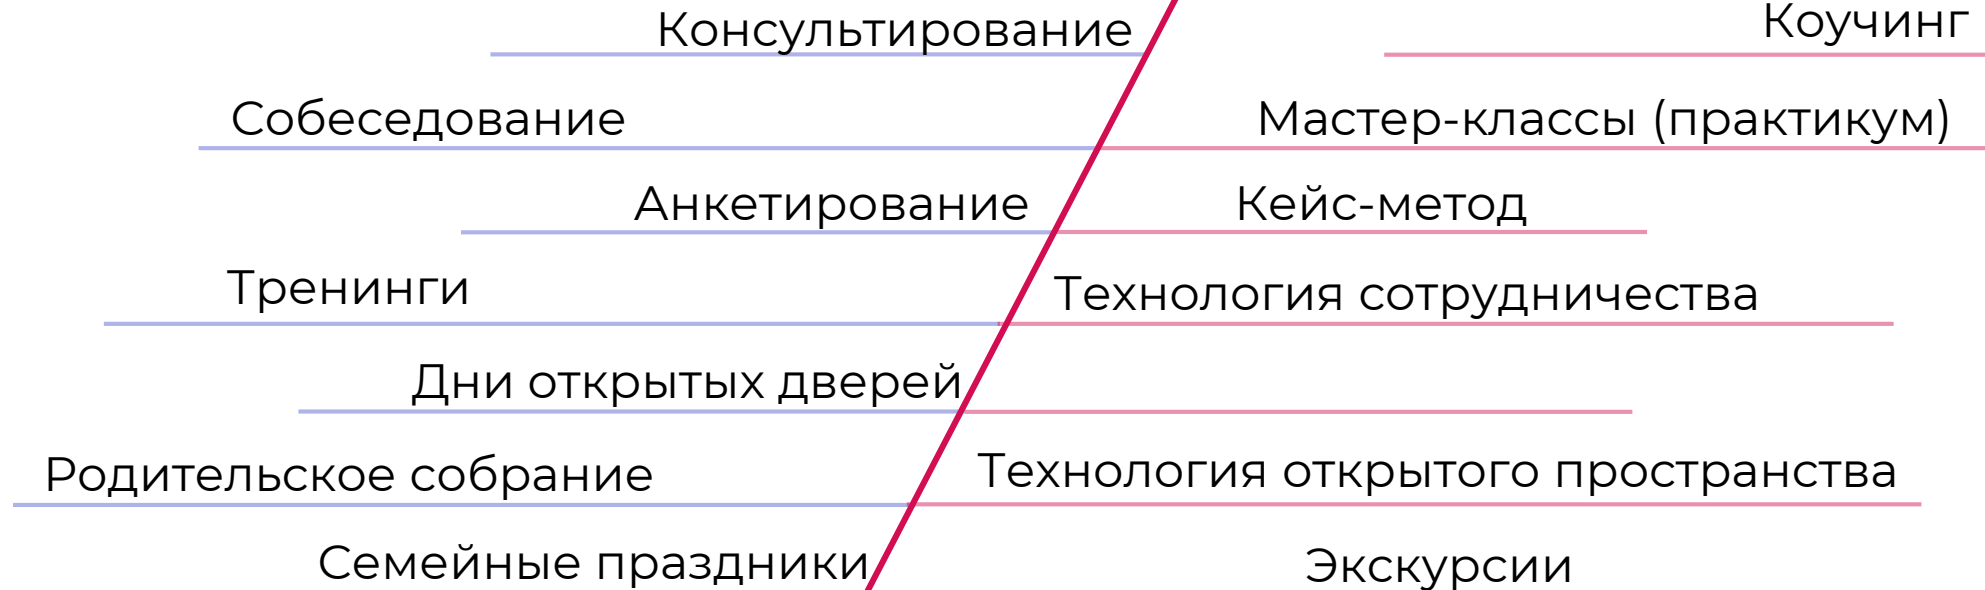 Консультирование
Коучинг
Собеседование
Мастер-классы (практикум)
Анкетирование
Кейс-метод
Тренинги
Технология сотрудничества
Дни открытых дверей
Родительское собрание
Технология открытого пространства
Семейные праздники
Экскурсии